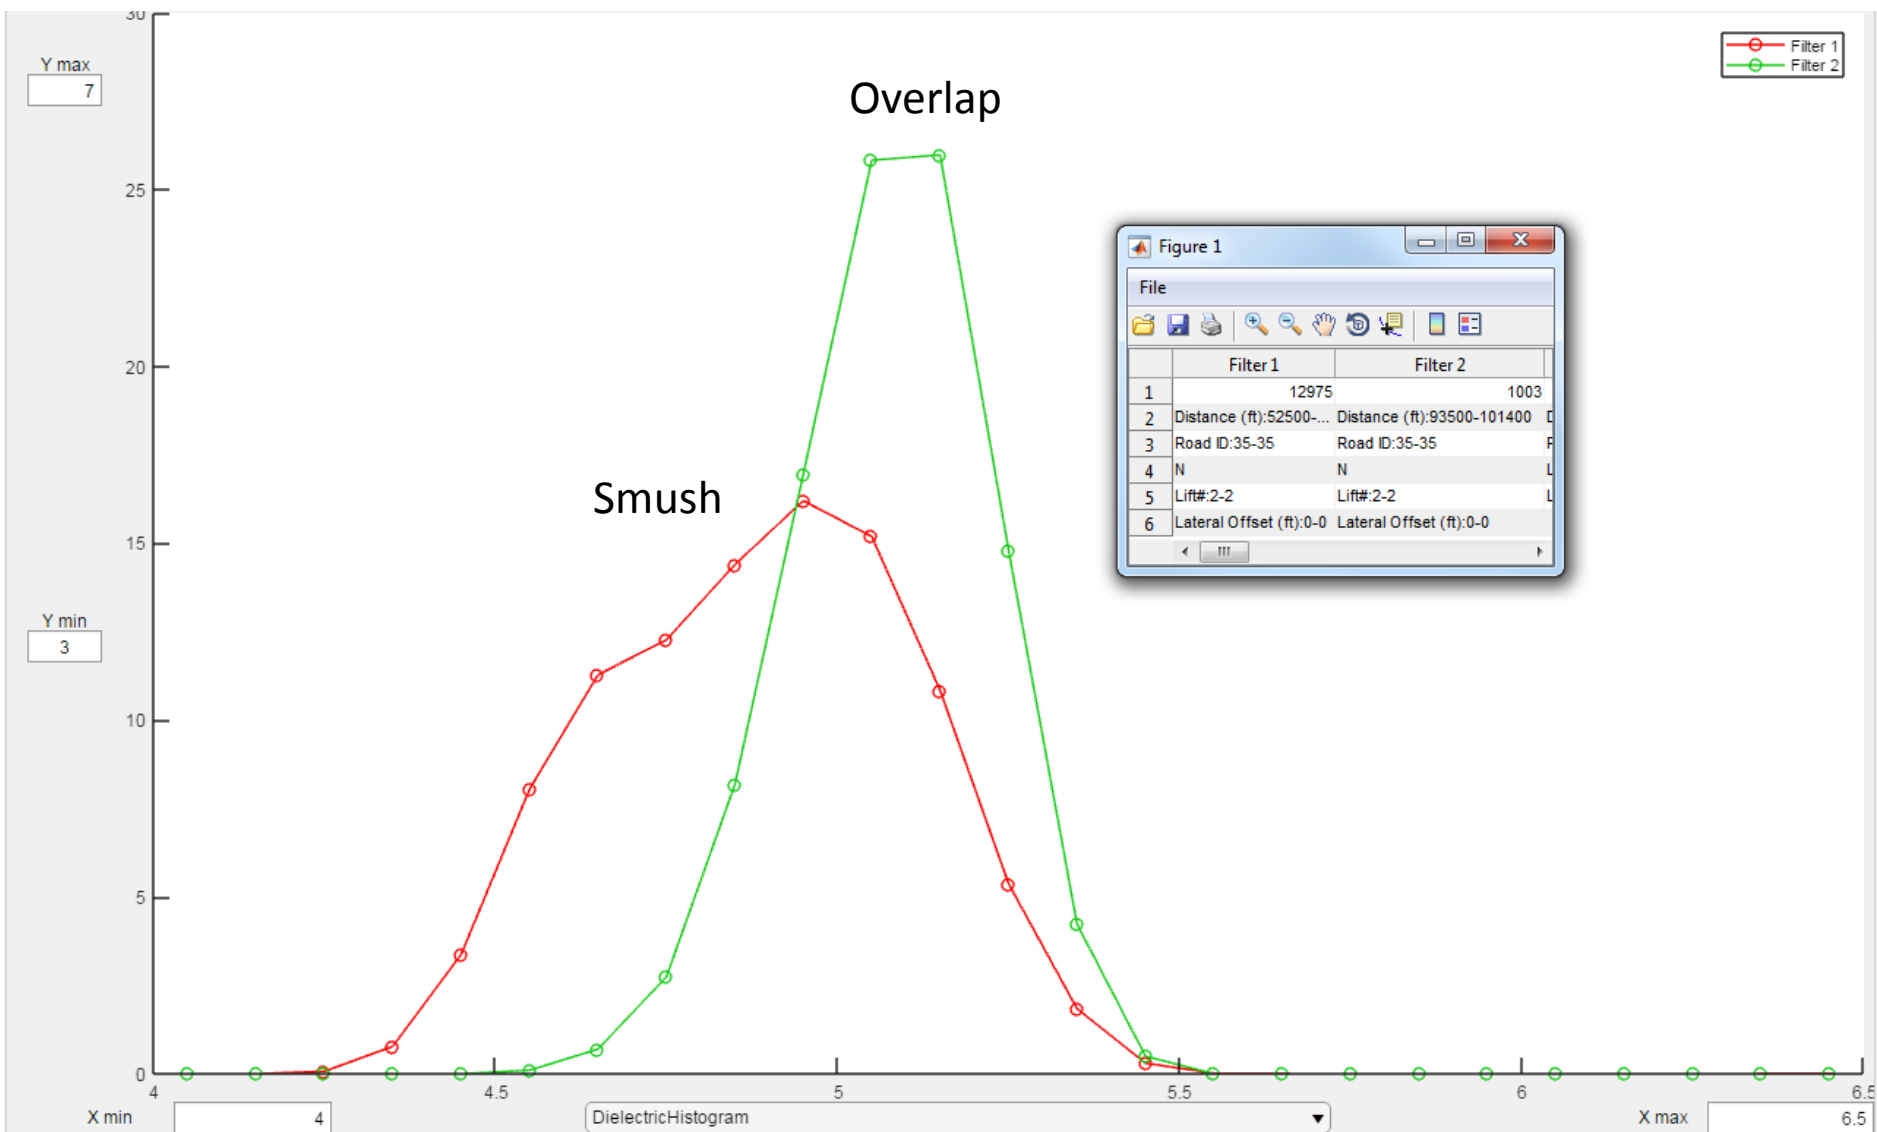 30
Y max
7
Overlap
Filter 1
Filter 2
25
Figure 1
File
20
Filter 1 Filter 2
1 12975 1003
2 Distance (ft):52500-... Distance (ft):93500-101400
3 Road ID:35-35 Road ID:35-35
4 N N L
5 Lift#:2-2 Lift#:2-2 L
6 Lateral Offset (ft):0-0 Lateral Offset (ft):0-0
Smush
15
Y min
3
10
5
0
4 4.5 5 5.5 6 6.5
X min 4 DielectricHistogram X max 6.5